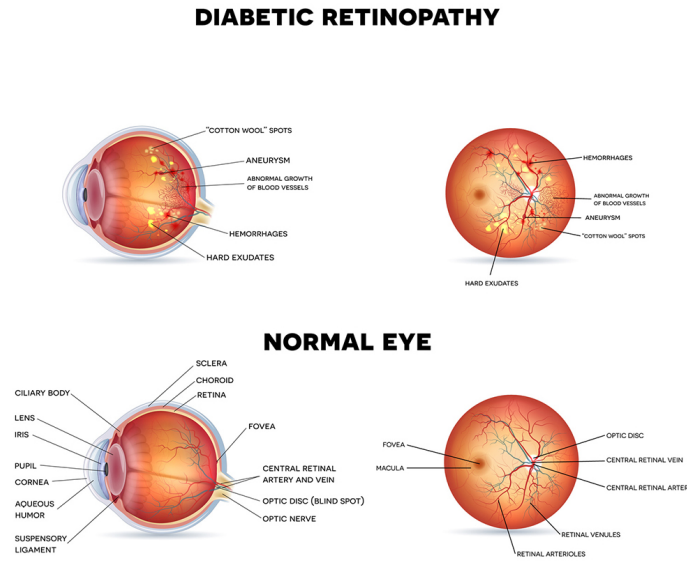 DIABETIC RETINOPATHY
"COTTON WOOL" SPOTS
ANEURYSM
ABNORMAL GROWTH
OF BLOOD VESSELS
HEMORRHAGES
HARD EXUDATES
HEMORRHAGES
ABNORMAL GROWTH
OF BLOOD VESSELS
ANEURYSM
"COTTON WOOL" SPOTS
HARD EXUDATES
NORMAL EYE
SCLERA
CHOROID
RETINA
CILIARY BODY
LENS
IRIS
PUPIL
CORNEA
AQUEOUS
HUMOR
SUSPENSORY
LIGAMENT
FOVEA
CENTRAL RETINAL
ARTERY AND VEIN
OPTIC DISC (BLIND SPOT)
OPTIC NERVE
FOVEA
MACULA
OPTIC DISC
CENTRAL RETINAL VEIN
CENTRAL RETINAL ARTER
RETINAL VENULES
RETINAL ARTERIOLES